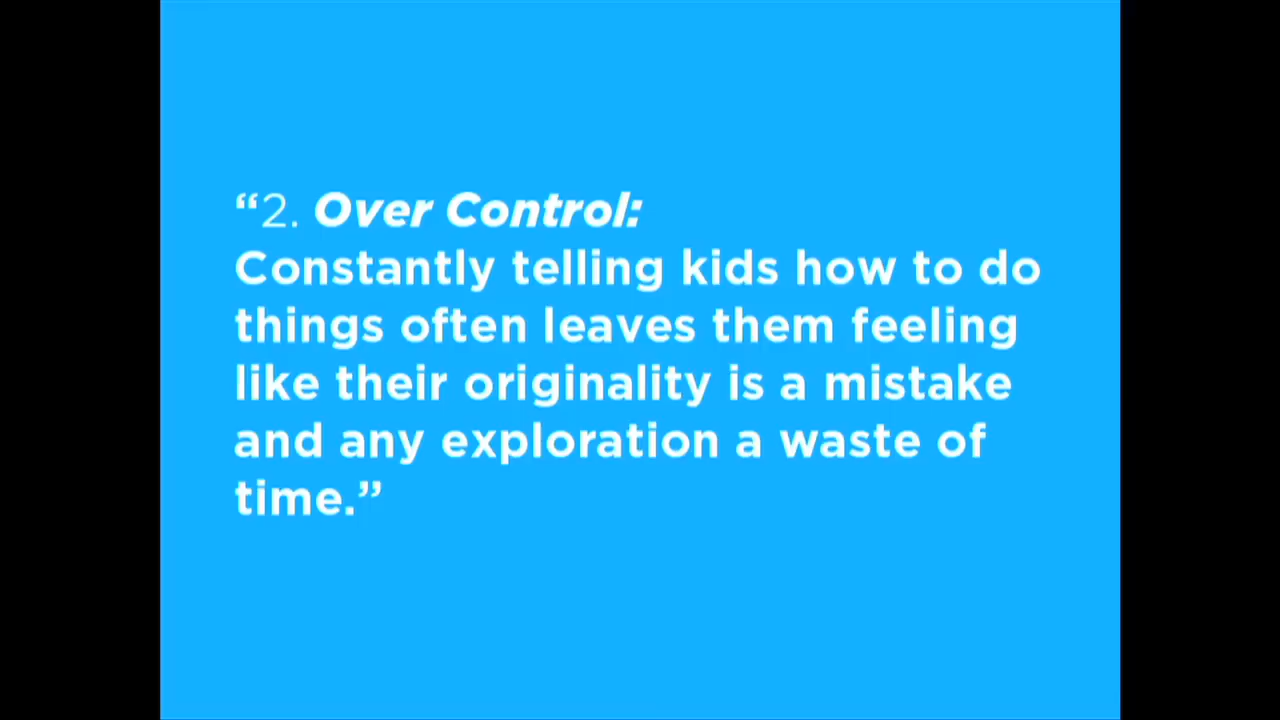 “2. Over Control:
Constantly telling kids how to do
things often leaves them feeling
like their originality is a mistake
and any exploration a waste of
time.”